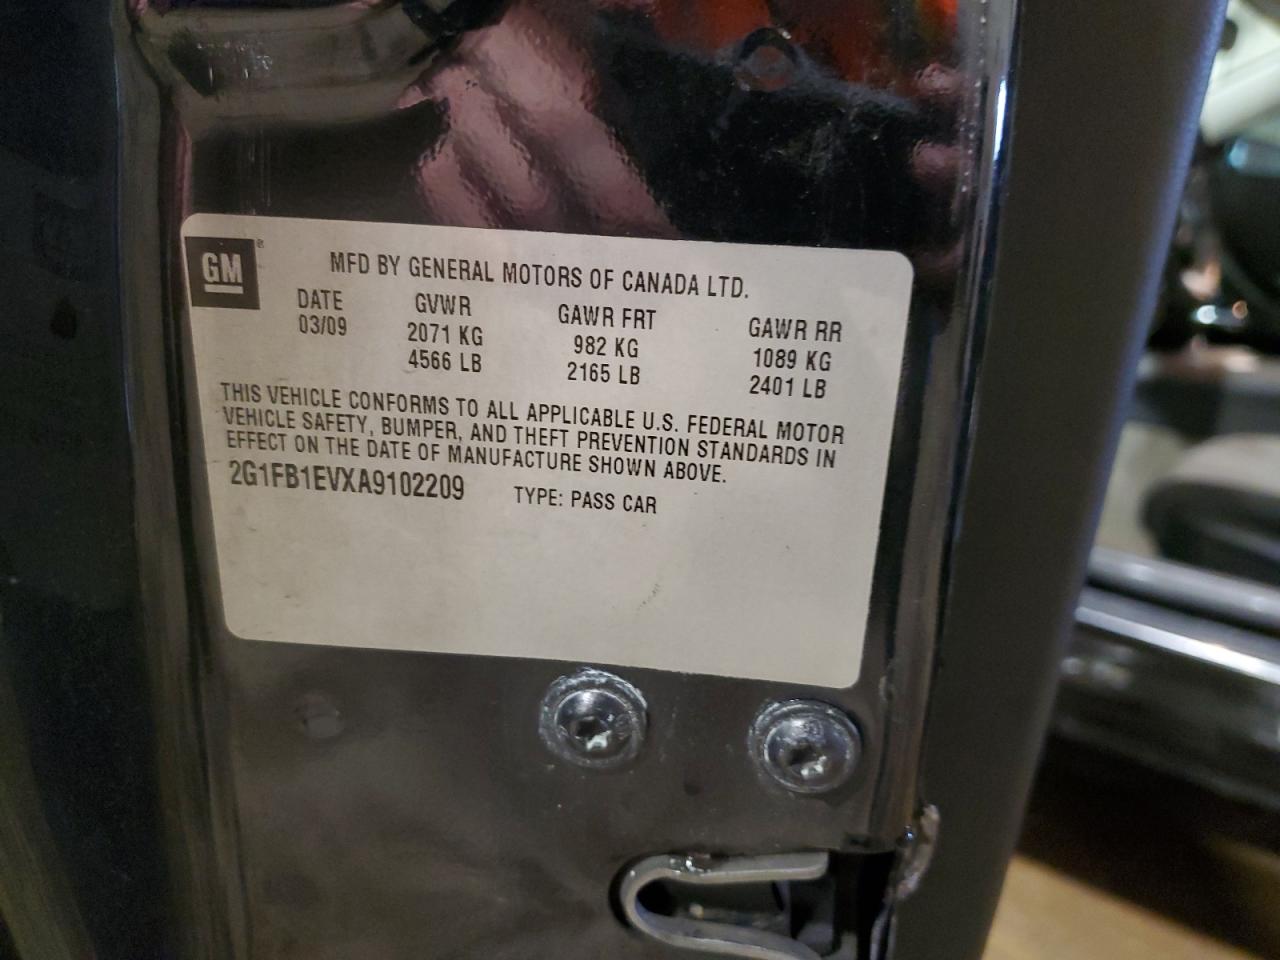 GM®
MFD BY GENERAL MOTORS OF CANADA LTD.
DATE GVWR GAWR FRT GAWR RR
03/09 2071 KG 982 KG 1089 KG
4566 LB 2165 LB 2401 LB
THIS VEHICLE CONFORMS TO ALL APPLICABLE U.S. FEDERAL MOTOR
VEHICLE SAFETY, BUMPER, AND THEFT PREVENTION STANDARDS IN
EFFECT ON THE DATE OF MANUFACTURE SHOWN ABOVE.
2G1FB1EVXA9102209 TYPE: PASS CAR